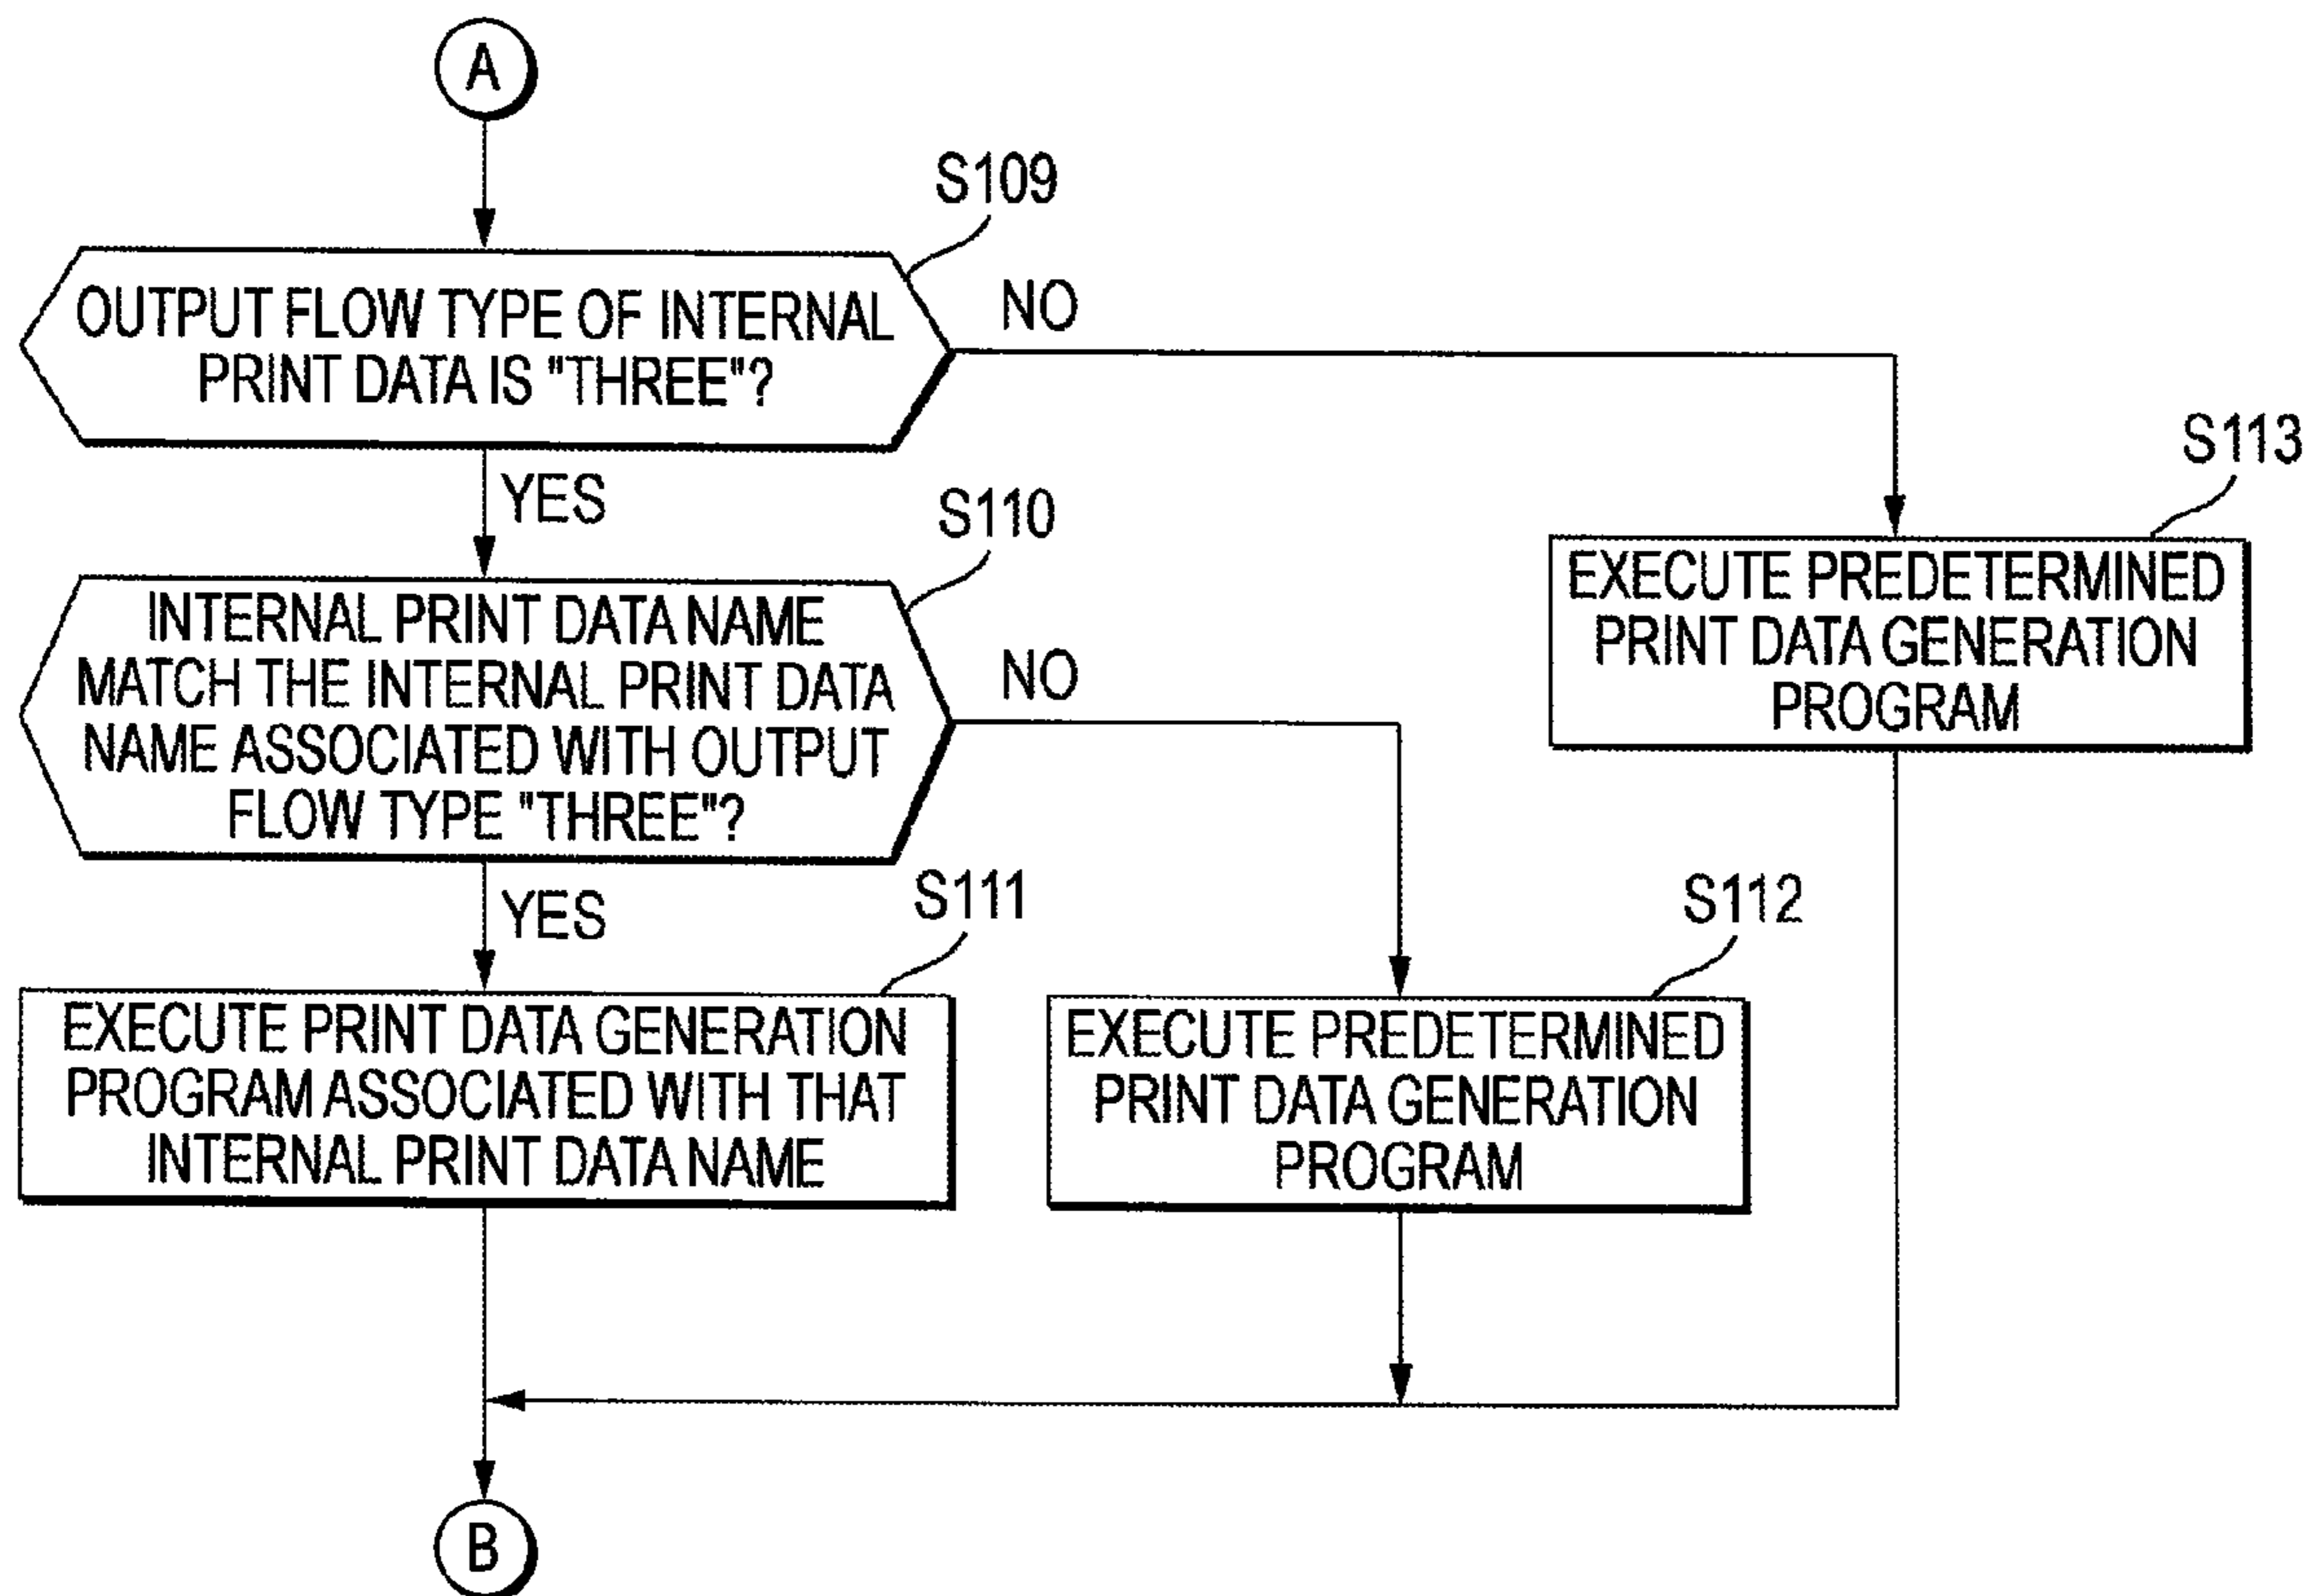 A
S109
OUTPUT FLOW TYPE OF INTERNAL
PRINT DATA IS "THREE"?
NO
YES
S110
INTERNAL PRINT DATA NAME
MATCH THE INTERNAL PRINT DATA
NAME ASSOCIATED WITH OUTPUT
FLOW TYPE "THREE"?
NO
YES
S113
EXECUTE PREDETERMINED
PRINT DATA GENERATION
PROGRAM
S111
EXECUTE PRINT DATA GENERATION
PROGRAM ASSOCIATED WITH THAT
INTERNAL PRINT DATA NAME
S112
EXECUTE PREDETERMINED
PRINT DATA GENERATION
PROGRAM
B